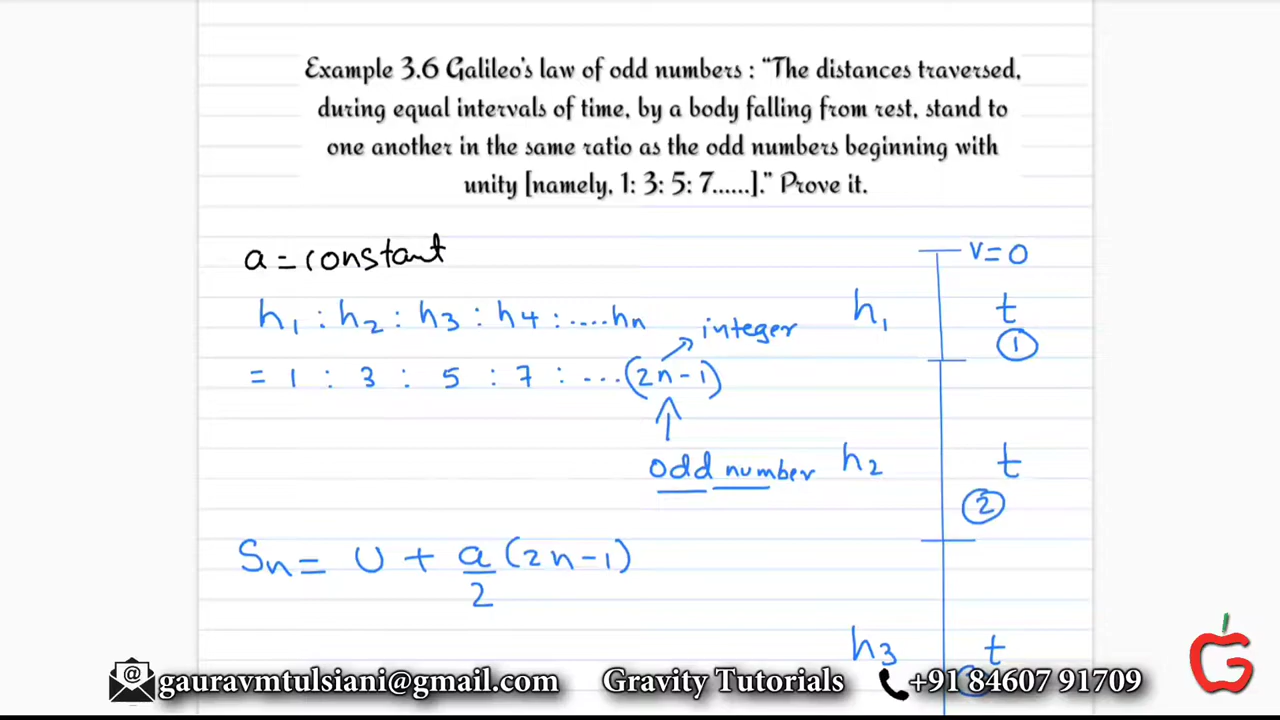 Example 3.6 Galileo's law of odd numbers : “The distances traversed,
during equal intervals of time, by a body falling from rest, stand to
one another in the same ratio as the odd numbers beginning with
unity [namely, 1: 3: 5: 7......].” Prove it.
a = constant
v = 0
h₁ : h₂ : h₃ : h₄ : ....hₙ
integer
h₁
t
①
= 1 : 3 : 5 : 7 : ...(2n-1)
odd number
h₂
t
②
Sₙ = U + a/2 (2n-1)
h₃
t
@
gauravmtulsiani@gmail.com
Gravity Tutorials
+91 84607 91709
G